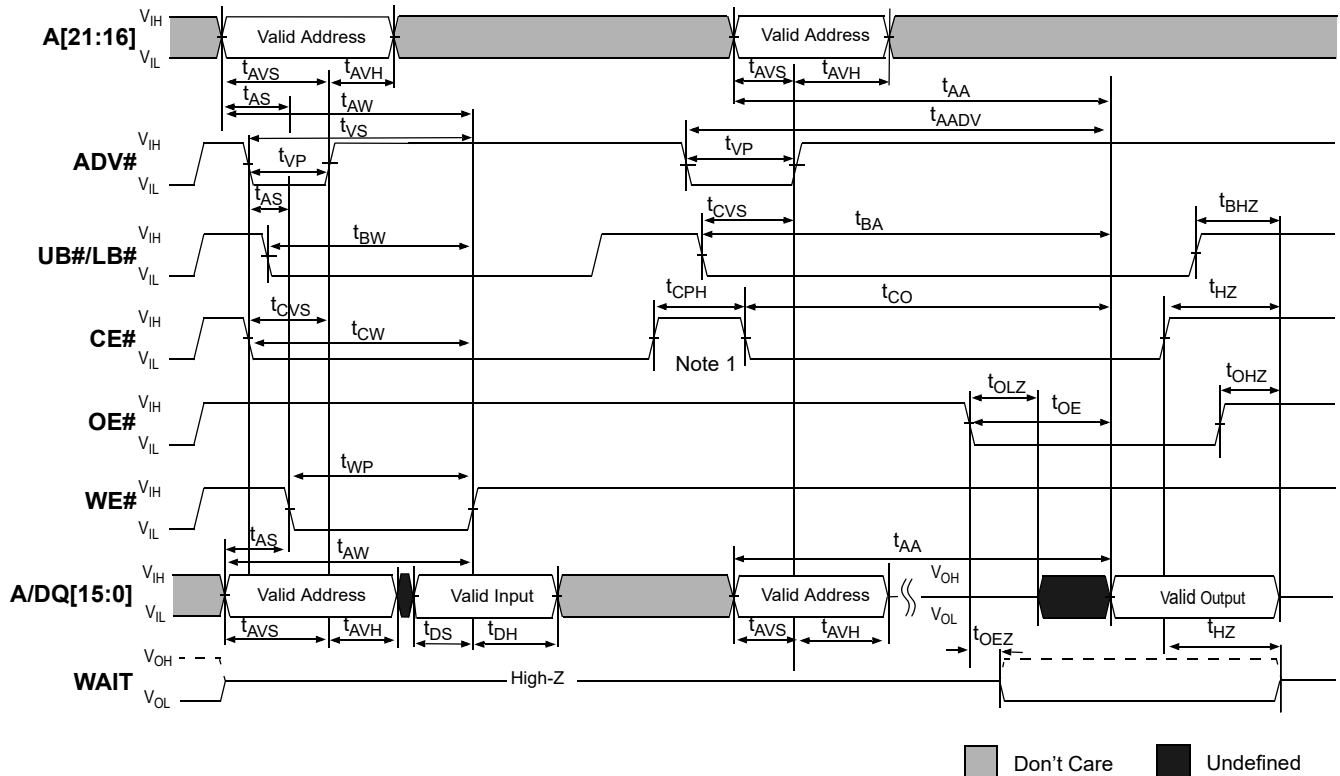 A[21:16] VIH VIL Valid Address Valid Address
tAVS tAVH tAVS tAVH
tAS tAW tAA
tVS tAADV
ADV# VIH VIL tVP tVP
tAS tCVS tBHZ
UB#/LB# VIH VIL tBW tBA
tCPH tCO tHZ
CE# VIH VIL tCVS tCW Note 1
tOLZ tOHZ
OE# VIH VIL tOE
tWP
WE# VIH VIL
tAS tAW tAA
A/DQ[15:0] VIH VIL Valid Address Valid Input Valid Address VOH VOL Valid Output
tAVS tAVH tDS tDH tAVS tAVH tOEZ tHZ
WAIT VOH VOL High-Z
Don't Care Undefined